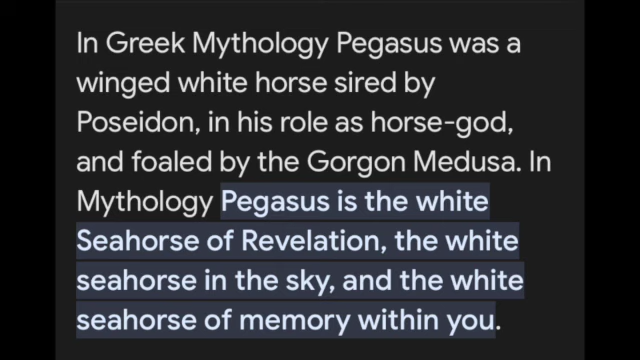 In Greek Mythology Pegasus was a
winged white horse sired by
Poseidon, in his role as horse-god,
and foaled by the Gorgon Medusa. In
Mythology Pegasus is the white
Seahorse of Revelation, the white
seahorse in the sky, and the white
seahorse of memory within you.